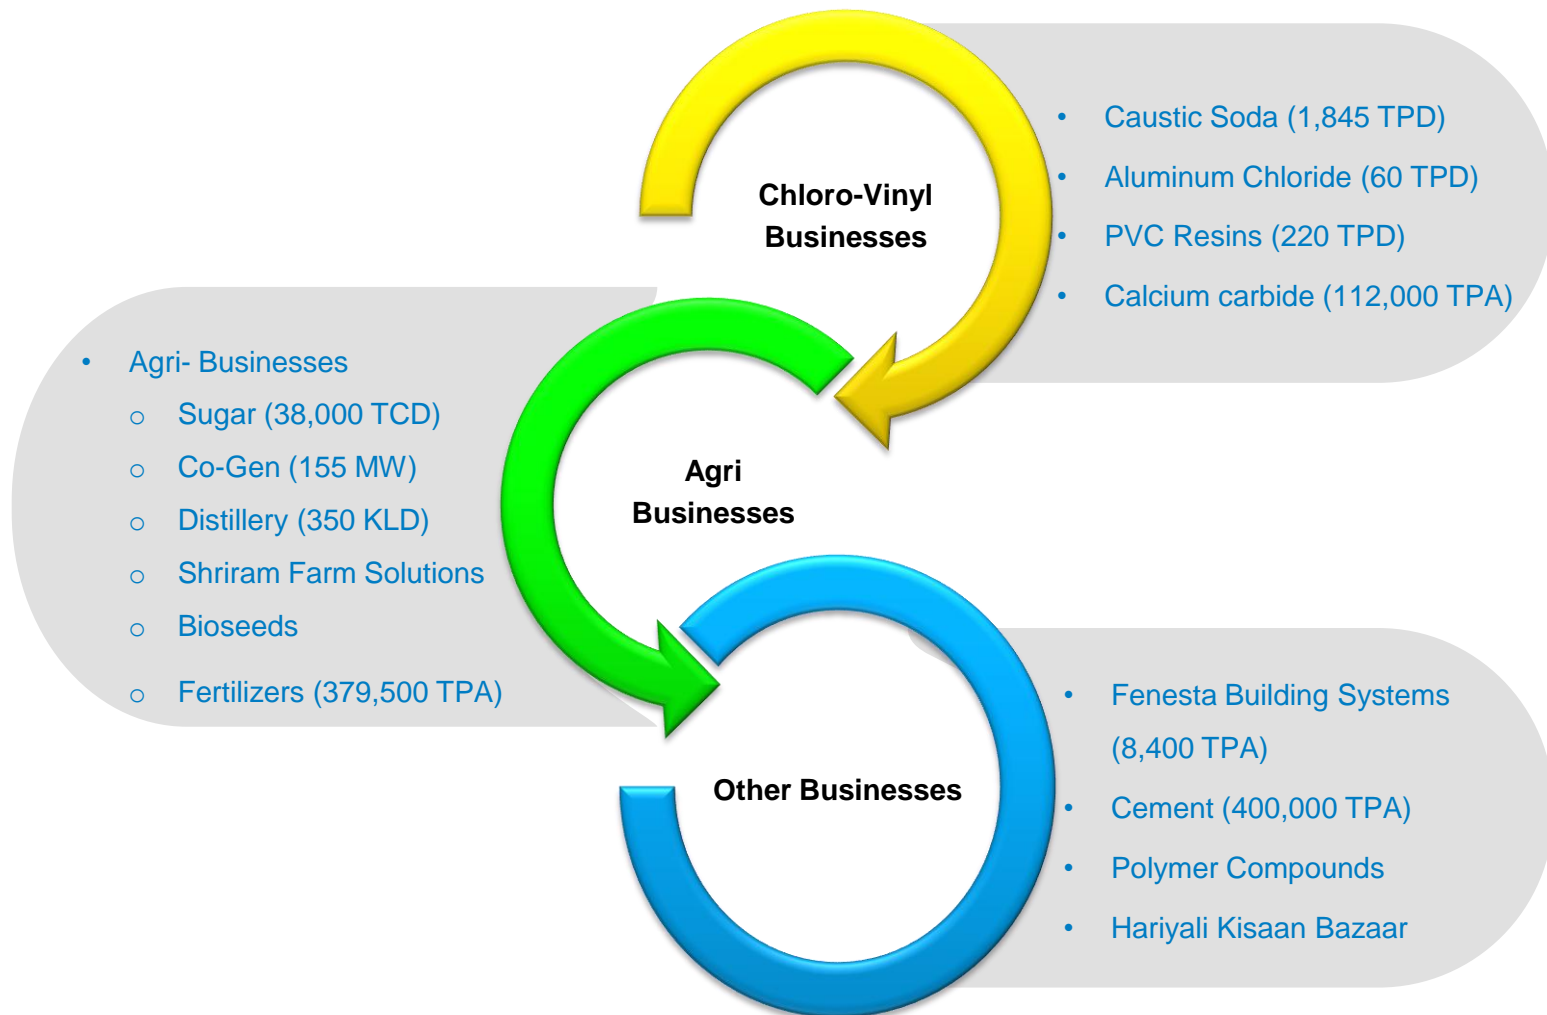 Chloro-Vinyl
Businesses
• Caustic Soda (1,845 TPD)
• Aluminum Chloride (60 TPD)
• PVC Resins (220 TPD)
• Calcium carbide (112,000 TPA)
• Agri- Businesses
o Sugar (38,000 TCD)
o Co-Gen (155 MW)
o Distillery (350 KLD)
o Shriram Farm Solutions
o Bioseeds
o Fertilizers (379,500 TPA)
Agri
Businesses
Other Businesses
• Fenesta Building Systems
(8,400 TPA)
• Cement (400,000 TPA)
• Polymer Compounds
• Hariyali Kisaan Bazaar